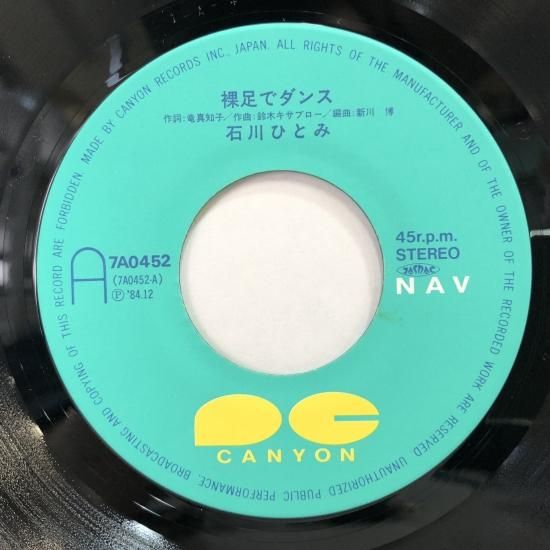 MADE BY CANYON RECORDS INC., JAPAN. ALL RIGHTS OF THE MANUFACTURER AND OF THE OWNER OF THE RECORDED WORK ARE RESERVED. UNAUTHORIZED PUBLIC PERFORMANCE, BROADCASTING AND COPYING OF THIS RECORD ARE FORBIDDEN.
裸足でダンス
作詞:竜真知子/作曲:鈴木キサブロー/編曲:新川 博
石川ひとみ
A 7A0452
(7A0452-A)
Ⓟ '84.12
45r.p.m.
STEREO
JASRAC
NAV
CANYON